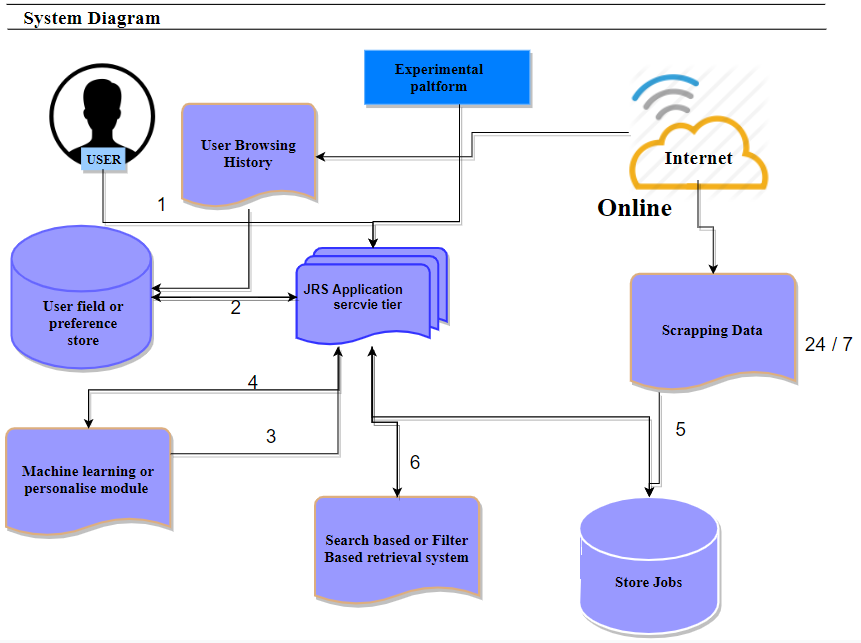 System Diagram
Experimental
paltform
USER
User Browsing
History
Internet
Online
1
JRS Application
sercvie tier
User field or
preference
store
2
Scrapping Data
24 / 7
4
3
5
Machine learning or
personalise module
6
Search based or Filter
Based retrieval system
Store Jobs